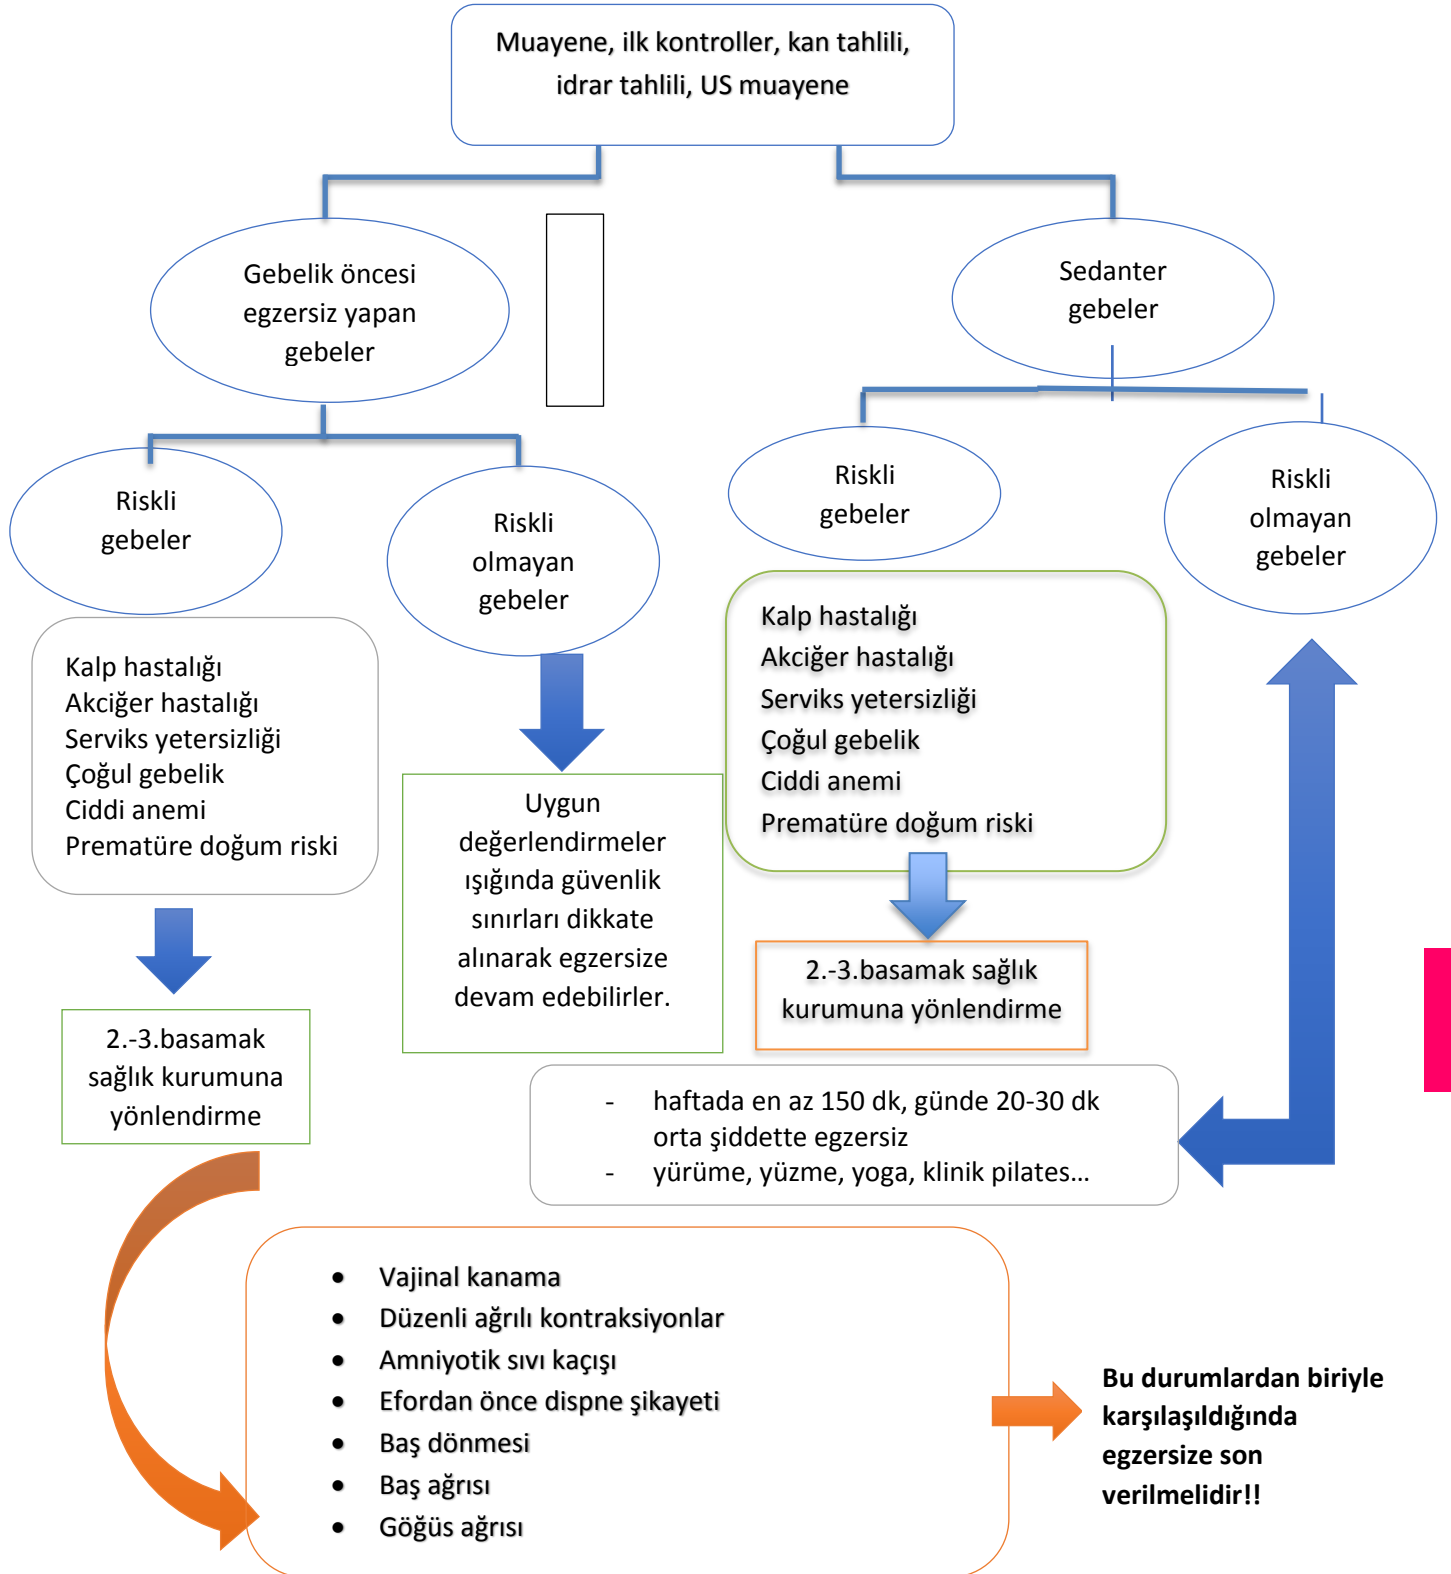 Muayene, ilk kontroller, kan tahlili,
idrar tahlili, US muayene
Gebelik öncesi
egzersiz yapan
gebeler
Sedanter
gebeler
Riskli
gebeler
Riskli
olmayan
gebeler
Riskli
gebeler
Riskli
olmayan
gebeler
Kalp hastalığı
Akciğer hastalığı
Serviks yetersizliği
Çoğul gebelik
Ciddi anemi
Prematüre doğum riski
Uygun
değerlendirmeler
ışığında güvenlik
sınırları dikkate
alınarak egzersize
devam edebilirler.
Kalp hastalığı
Akciğer hastalığı
Serviks yetersizliği
Çoğul gebelik
Ciddi anemi
Prematüre doğum riski
2.-3.basamak
sağlık kurumuna
yönlendirme
2.-3.basamak sağlık
kurumuna yönlendirme
- haftada en az 150 dk, günde 20-30 dk
orta şiddette egzersiz
- yürüme, yüzme, yoga, klinik pilates...
• Vajinal kanama
• Düzenli ağrılı kontraksiyonlar
• Amniyotik sıvı kaçışı
• Efordan önce dispne şikayeti
• Baş dönmesi
• Baş ağrısı
• Göğüs ağrısı
Bu durumlardan biriyle
karşılaşıldığında
egzersize son
verilmelidir!!